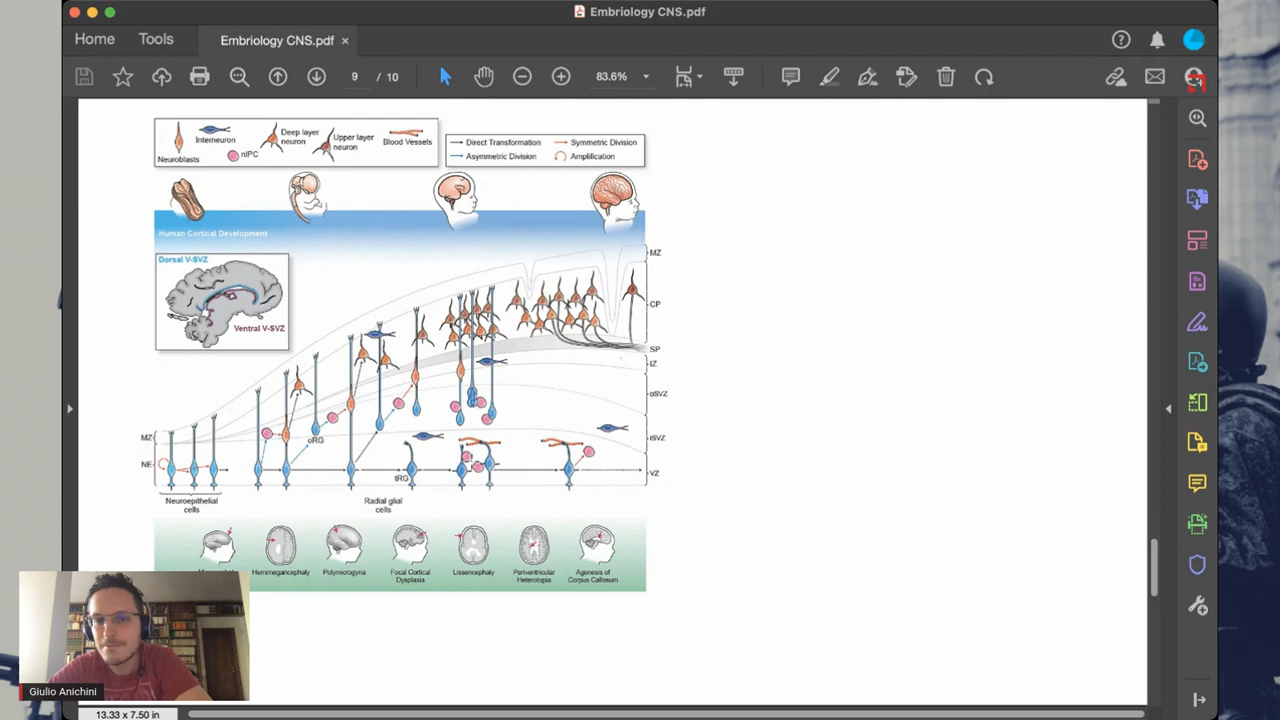 Embriology CNS.pdf
Home
Tools
Embriology CNS.pdf ×
9 / 10
83.6%
Neuroblasts
Interneuron
nIPC
Deep layer
neuron
Upper layer
neuron
Blood Vessels
Direct Transformation
Symmetric Division
Asymmetric Division
Amplification
Human Cortical Development
Dorsal V-SVZ
Ventral V-SVZ
MZ
CP
SP
IZ
oSVZ
iSVZ
VZ
MZ
NE
oRG
tRG
Neuroepithelial
cells
Radial glial
cells
Hemimegancephaly
Polymicrogyria
Focal Cortical
Dysplasia
Lissencephaly
Periventricular
Heterotopia
Agenesis of
Corpus Callosum
Giulio Anichini
13.33 x 7.50 in